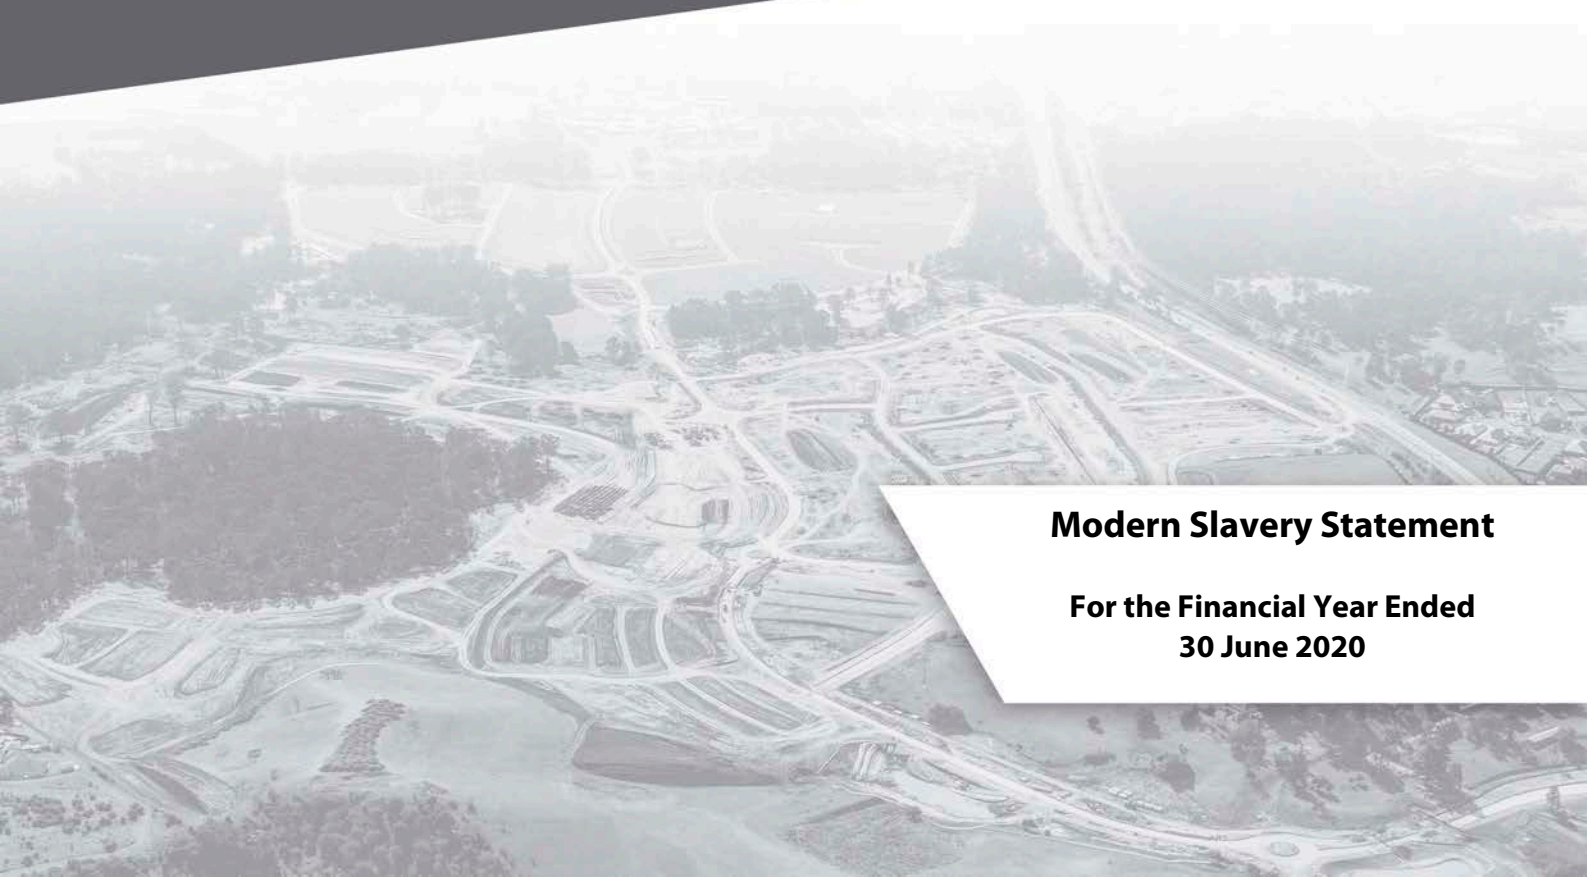 Modern Slavery Statement
For the Financial Year Ended
30 June 2020